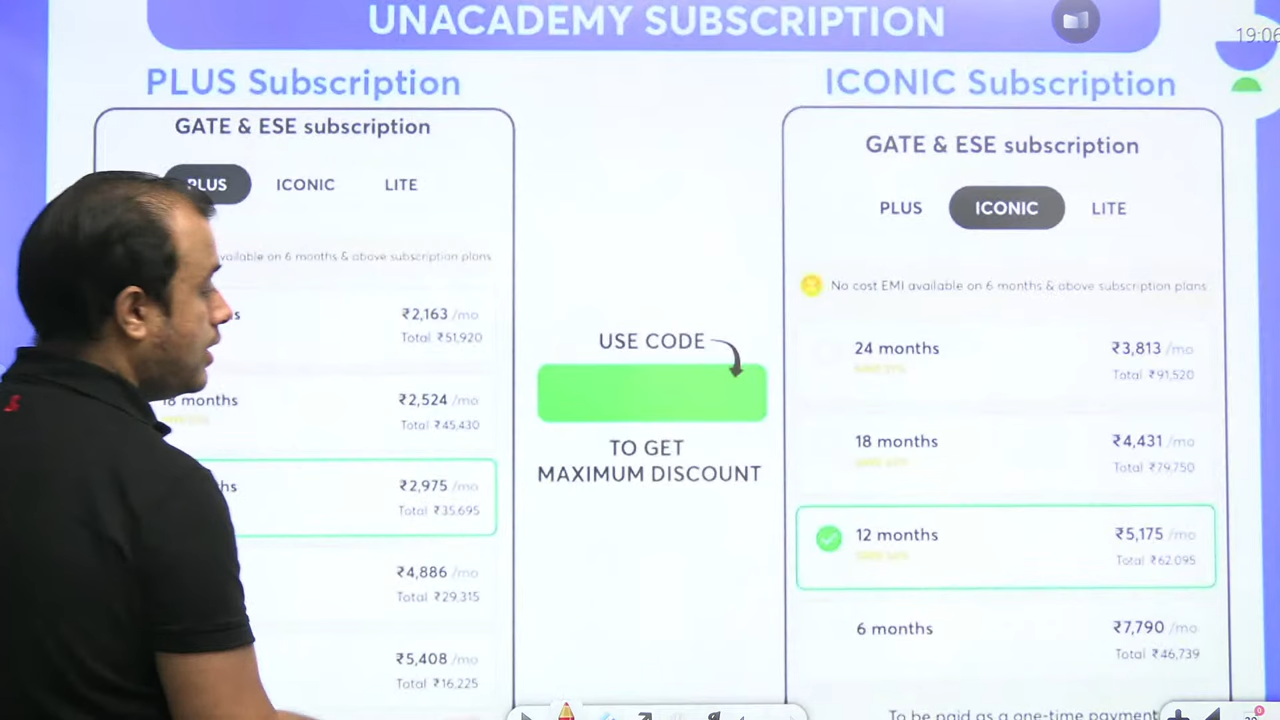 UNACADEMY SUBSCRIPTION
19:06
PLUS Subscription
GATE & ESE subscription
PLUS ICONIC LITE
available on 6 months & above subscription plans
₹2,163 /mo
Total ₹51,920
18 months ₹2,524 /mo
Total ₹45,430
₹2,975 /mo
Total ₹35,695
₹4,886 /mo
Total ₹29,315
₹5,408 /mo
Total ₹16,225
USE CODE
TO GET
MAXIMUM DISCOUNT
ICONIC Subscription
GATE & ESE subscription
PLUS ICONIC LITE
No cost EMI available on 6 months & above subscription plans
24 months ₹3,813 /mo
Total ₹91,520
18 months ₹4,431 /mo
Total ₹79,750
12 months ₹5,175 /mo
Total ₹62,095
6 months ₹7,790 /mo
Total ₹46,739
To be paid as a one-time payment